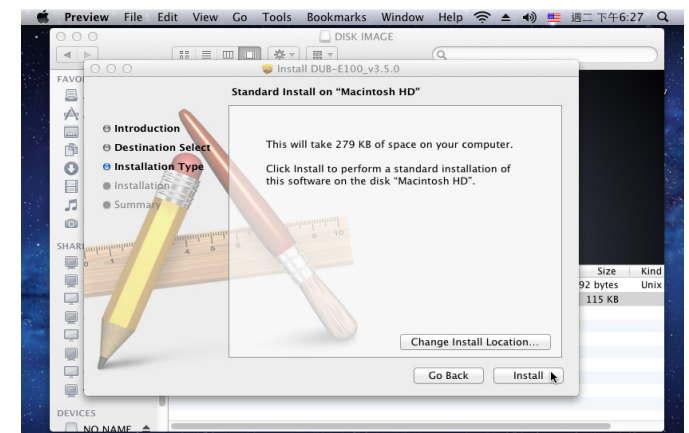 Preview File Edit View Go Tools Bookmarks Window Help 週二 下午6:27
DISK IMAGE
FAVO
Install DUB-E100_v3.5.0
Standard Install on “Macintosh HD”
Introduction
Destination Select
Installation Type
Installation
Summary
This will take 279 KB of space on your computer.
Click Install to perform a standard installation of
this software on the disk “Macintosh HD”.
SHAR
Size Kind
92 bytes Unix
115 KB
Change Install Location...
Go Back Install
DEVICES
NO NAME